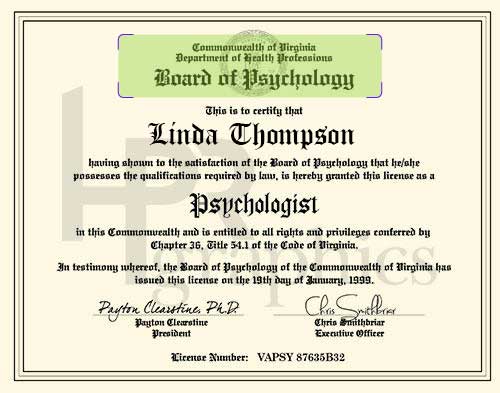 Commonwealth of Virginia
Department of Health Professions
Board of Psychology
This is to certify that
Linda Thompson
having shown to the satisfaction of the Board of Psychology that he/she
possesses the qualifications required by law, is hereby granted this license as a
Psychologist
in this Commonwealth and is entitled to all rights and privileges conferred by
Chapter 36, Title 54.1 of the Code of Virginia.
In testimony whereof, the Board of Psychology of the Commonwealth of Virginia has
issued this license on the 19th day of January, 1999.
Payton Clearstine, Ph.D. Chris Smithbriar
Payton Clearstine Chris Smithbriar
President Executive Officer
License Number: VAPSY 87635B32
HPR
graphics